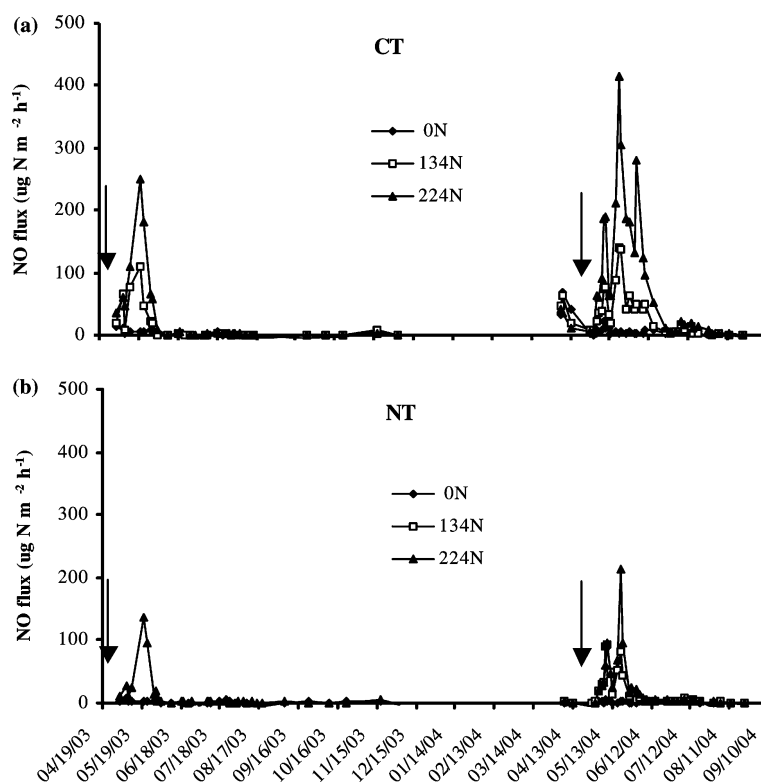 (a)
CT
NO flux (ug N m -2 h-1)
500
400
300
200
100
0
0N
134N
224N
(b)
NT
NO flux (ug N m -2 h-1)
500
400
300
200
100
0
0N
134N
224N
04/19/03
05/19/03
06/18/03
07/18/03
08/17/03
09/16/03
10/16/03
11/15/03
12/15/03
01/14/04
02/13/04
03/14/04
04/13/04
05/13/04
06/12/04
07/12/04
08/11/04
09/10/04